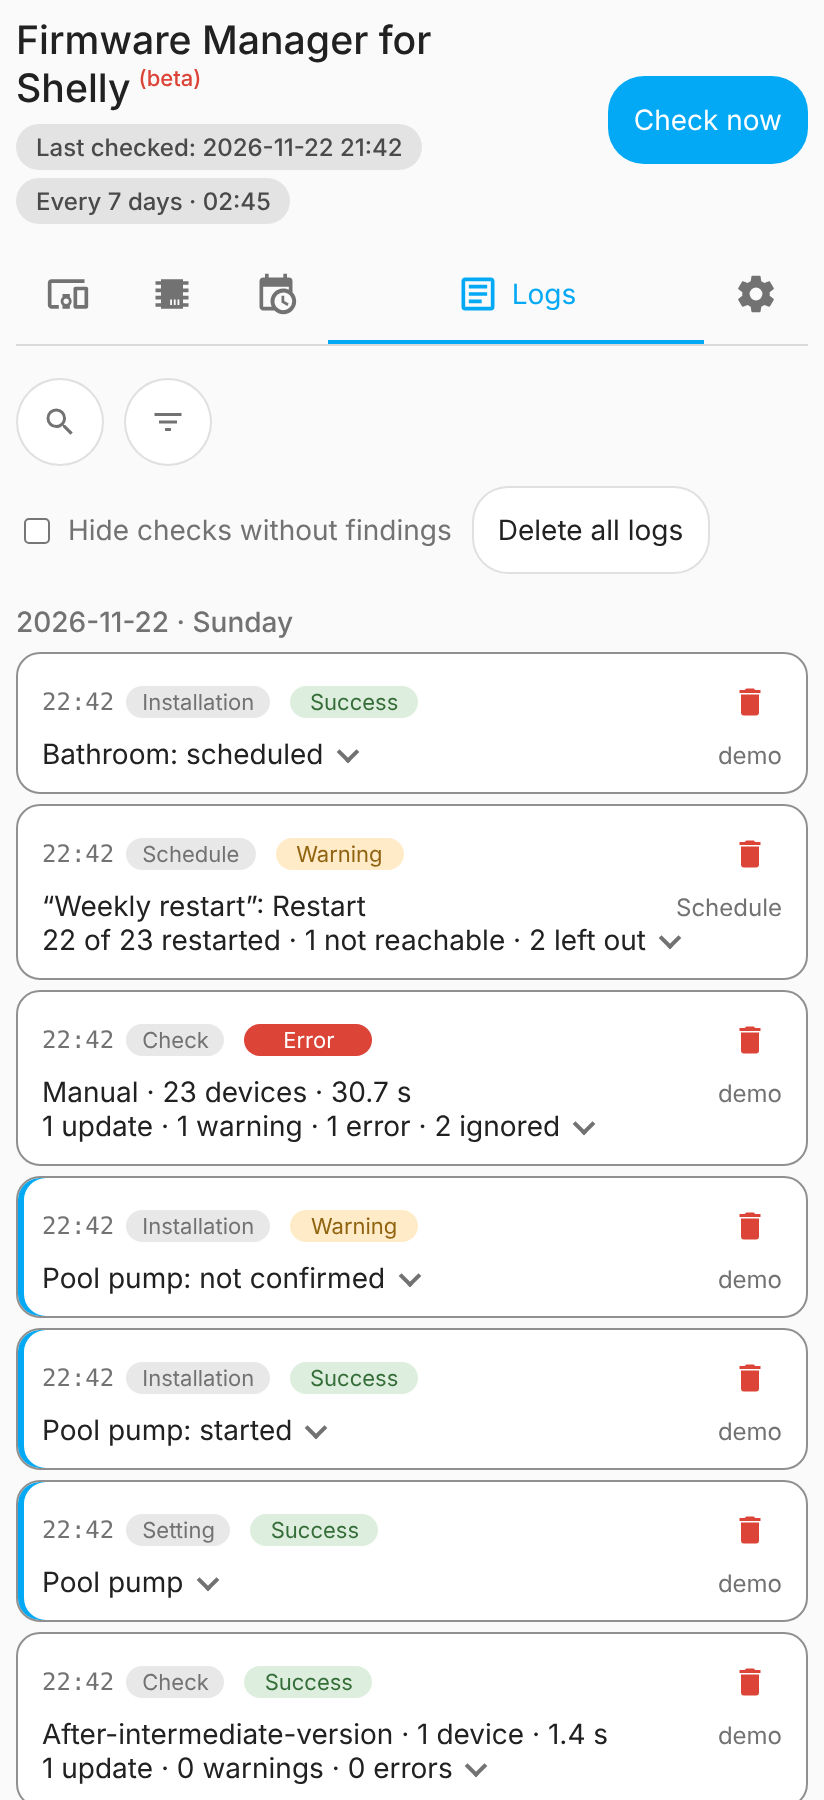 Firmware Manager for
Shelly (beta)
Check now
Last checked: 2026-11-22 21:42
Every 7 days · 02:45
Logs
Hide checks without findings
Delete all logs
2026-11-22 · Sunday
22:42 Installation Success
Bathroom: scheduled demo
22:42 Schedule Warning
“Weekly restart”: Restart Schedule
22 of 23 restarted · 1 not reachable · 2 left out
22:42 Check Error
Manual · 23 devices · 30.7 s demo
1 update · 1 warning · 1 error · 2 ignored
22:42 Installation Warning
Pool pump: not confirmed demo
22:42 Installation Success
Pool pump: started demo
22:42 Setting Success
Pool pump demo
22:42 Check Success
After-intermediate-version · 1 device · 1.4 s demo
1 update · 0 warnings · 0 errors